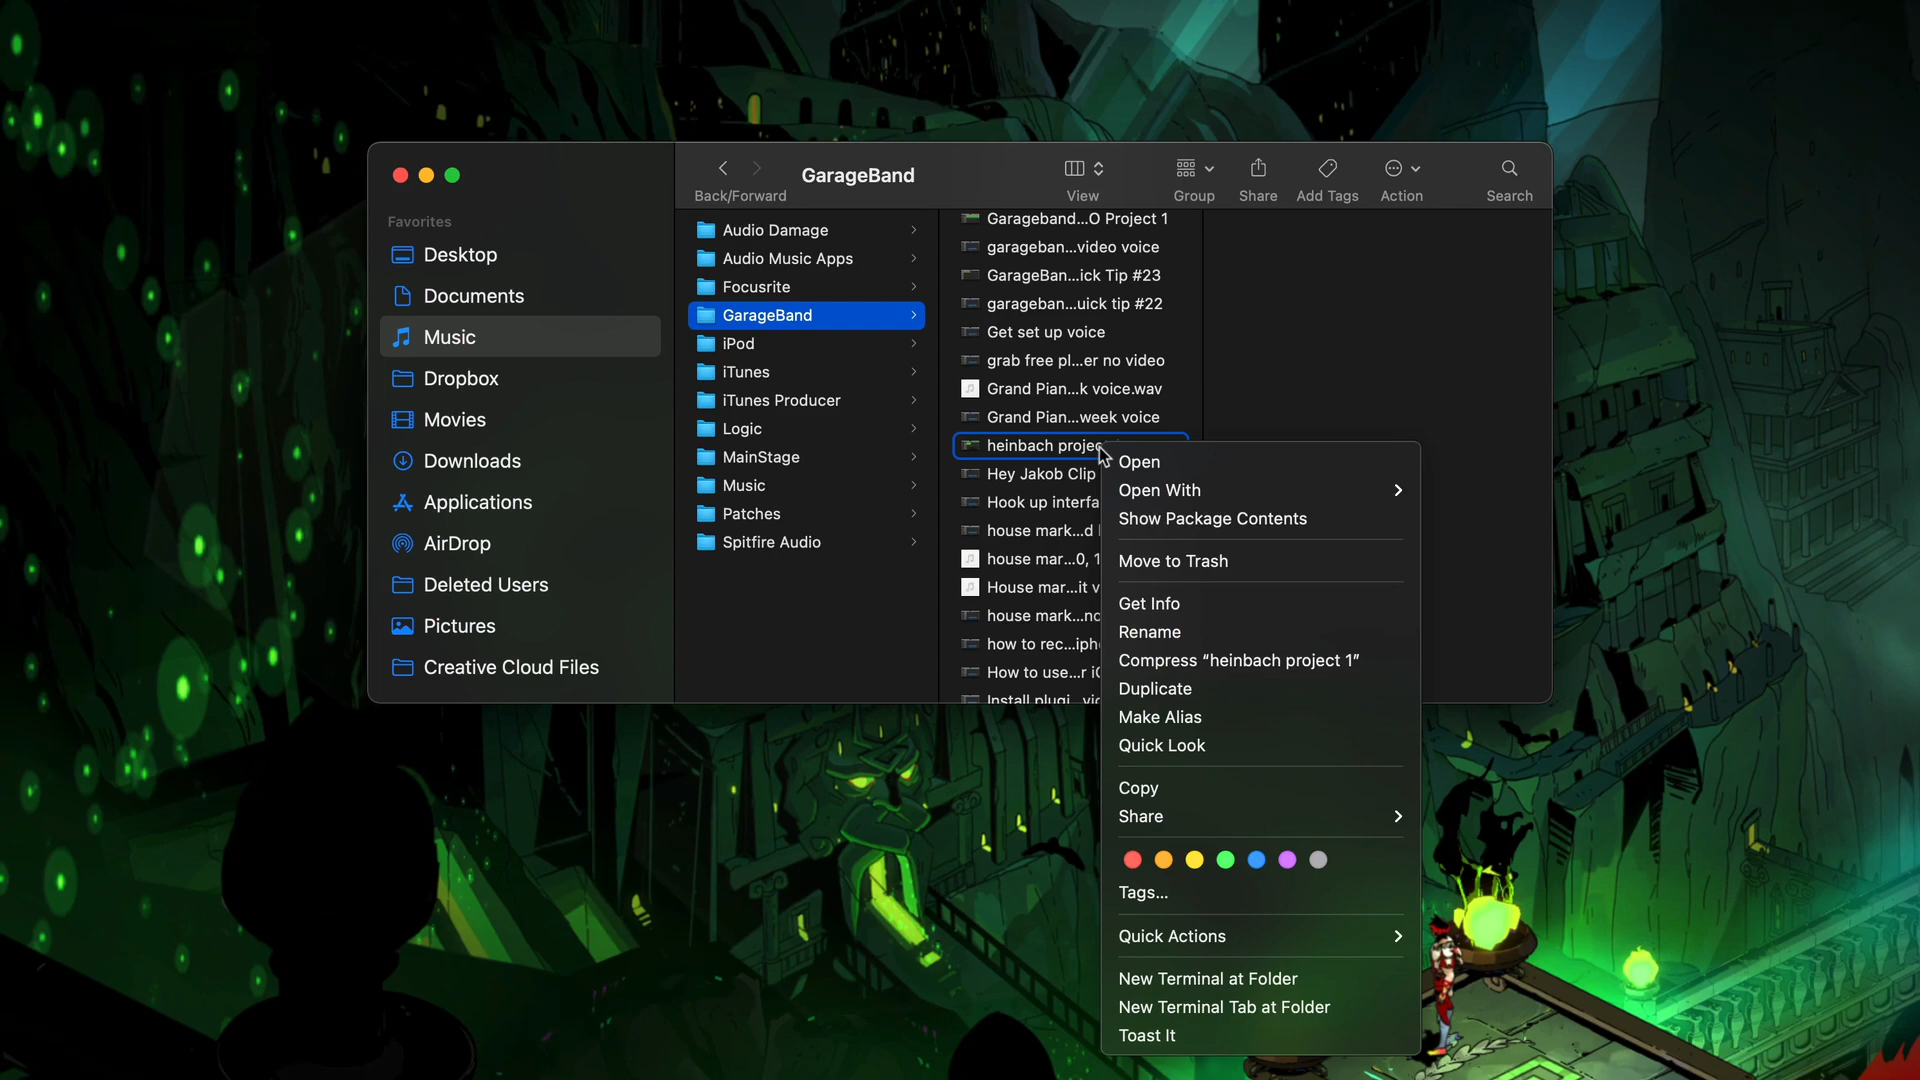 GarageBand
Back/Forward
View
Group
Share
Add Tags
Action
Search
Favorites
Desktop
Documents
Music
Dropbox
Movies
Downloads
Applications
AirDrop
Deleted Users
Pictures
Creative Cloud Files
Audio Damage
Audio Music Apps
Focusrite
GarageBand
iPod
iTunes
iTunes Producer
Logic
MainStage
Music
Patches
Spitfire Audio
Garageband...O Project 1
garageban...video voice
GarageBan...ick Tip #23
garageban...uick tip #22
Get set up voice
grab free pl...er no video
Grand Pian...k voice.wav
Grand Pian...week voice
heinbach projec
Hey Jakob Clip
Hook up interfa
house mark...d
house mar...0, 1
House mar...it v
house mark...no
how to rec...iph
How to use...r i
Install plugi...vi
Open
Open With
Show Package Contents
Move to Trash
Get Info
Rename
Compress “heinbach project 1”
Duplicate
Make Alias
Quick Look
Copy
Share
Tags...
Quick Actions
New Terminal at Folder
New Terminal Tab at Folder
Toast It